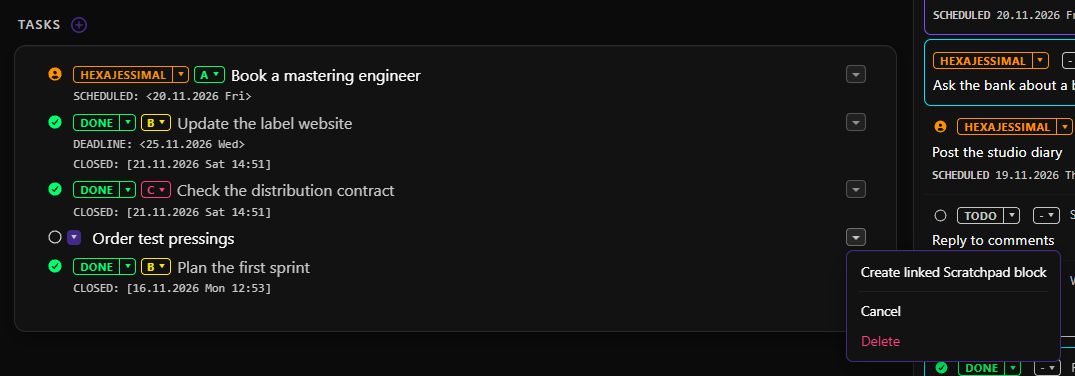 TASKS
HEXAJESSIMAL A Book a mastering engineer
SCHEDULED: <20.11.2026 Fri>
DONE B Update the label website
DEADLINE: <25.11.2026 Wed>
CLOSED: [21.11.2026 Sat 14:51]
DONE C Check the distribution contract
CLOSED: [21.11.2026 Sat 14:51]
Order test pressings
DONE B Plan the first sprint
CLOSED: [16.11.2026 Mon 12:53]
Create linked Scratchpad block
Cancel
Delete
SCHEDULED 20.11.2026
HEXAJESSIMAL -
Ask the bank about a
HEXAJESSIMAL
Post the studio diary
SCHEDULED 19.11.2026
TODO -
Reply to comments
DONE -